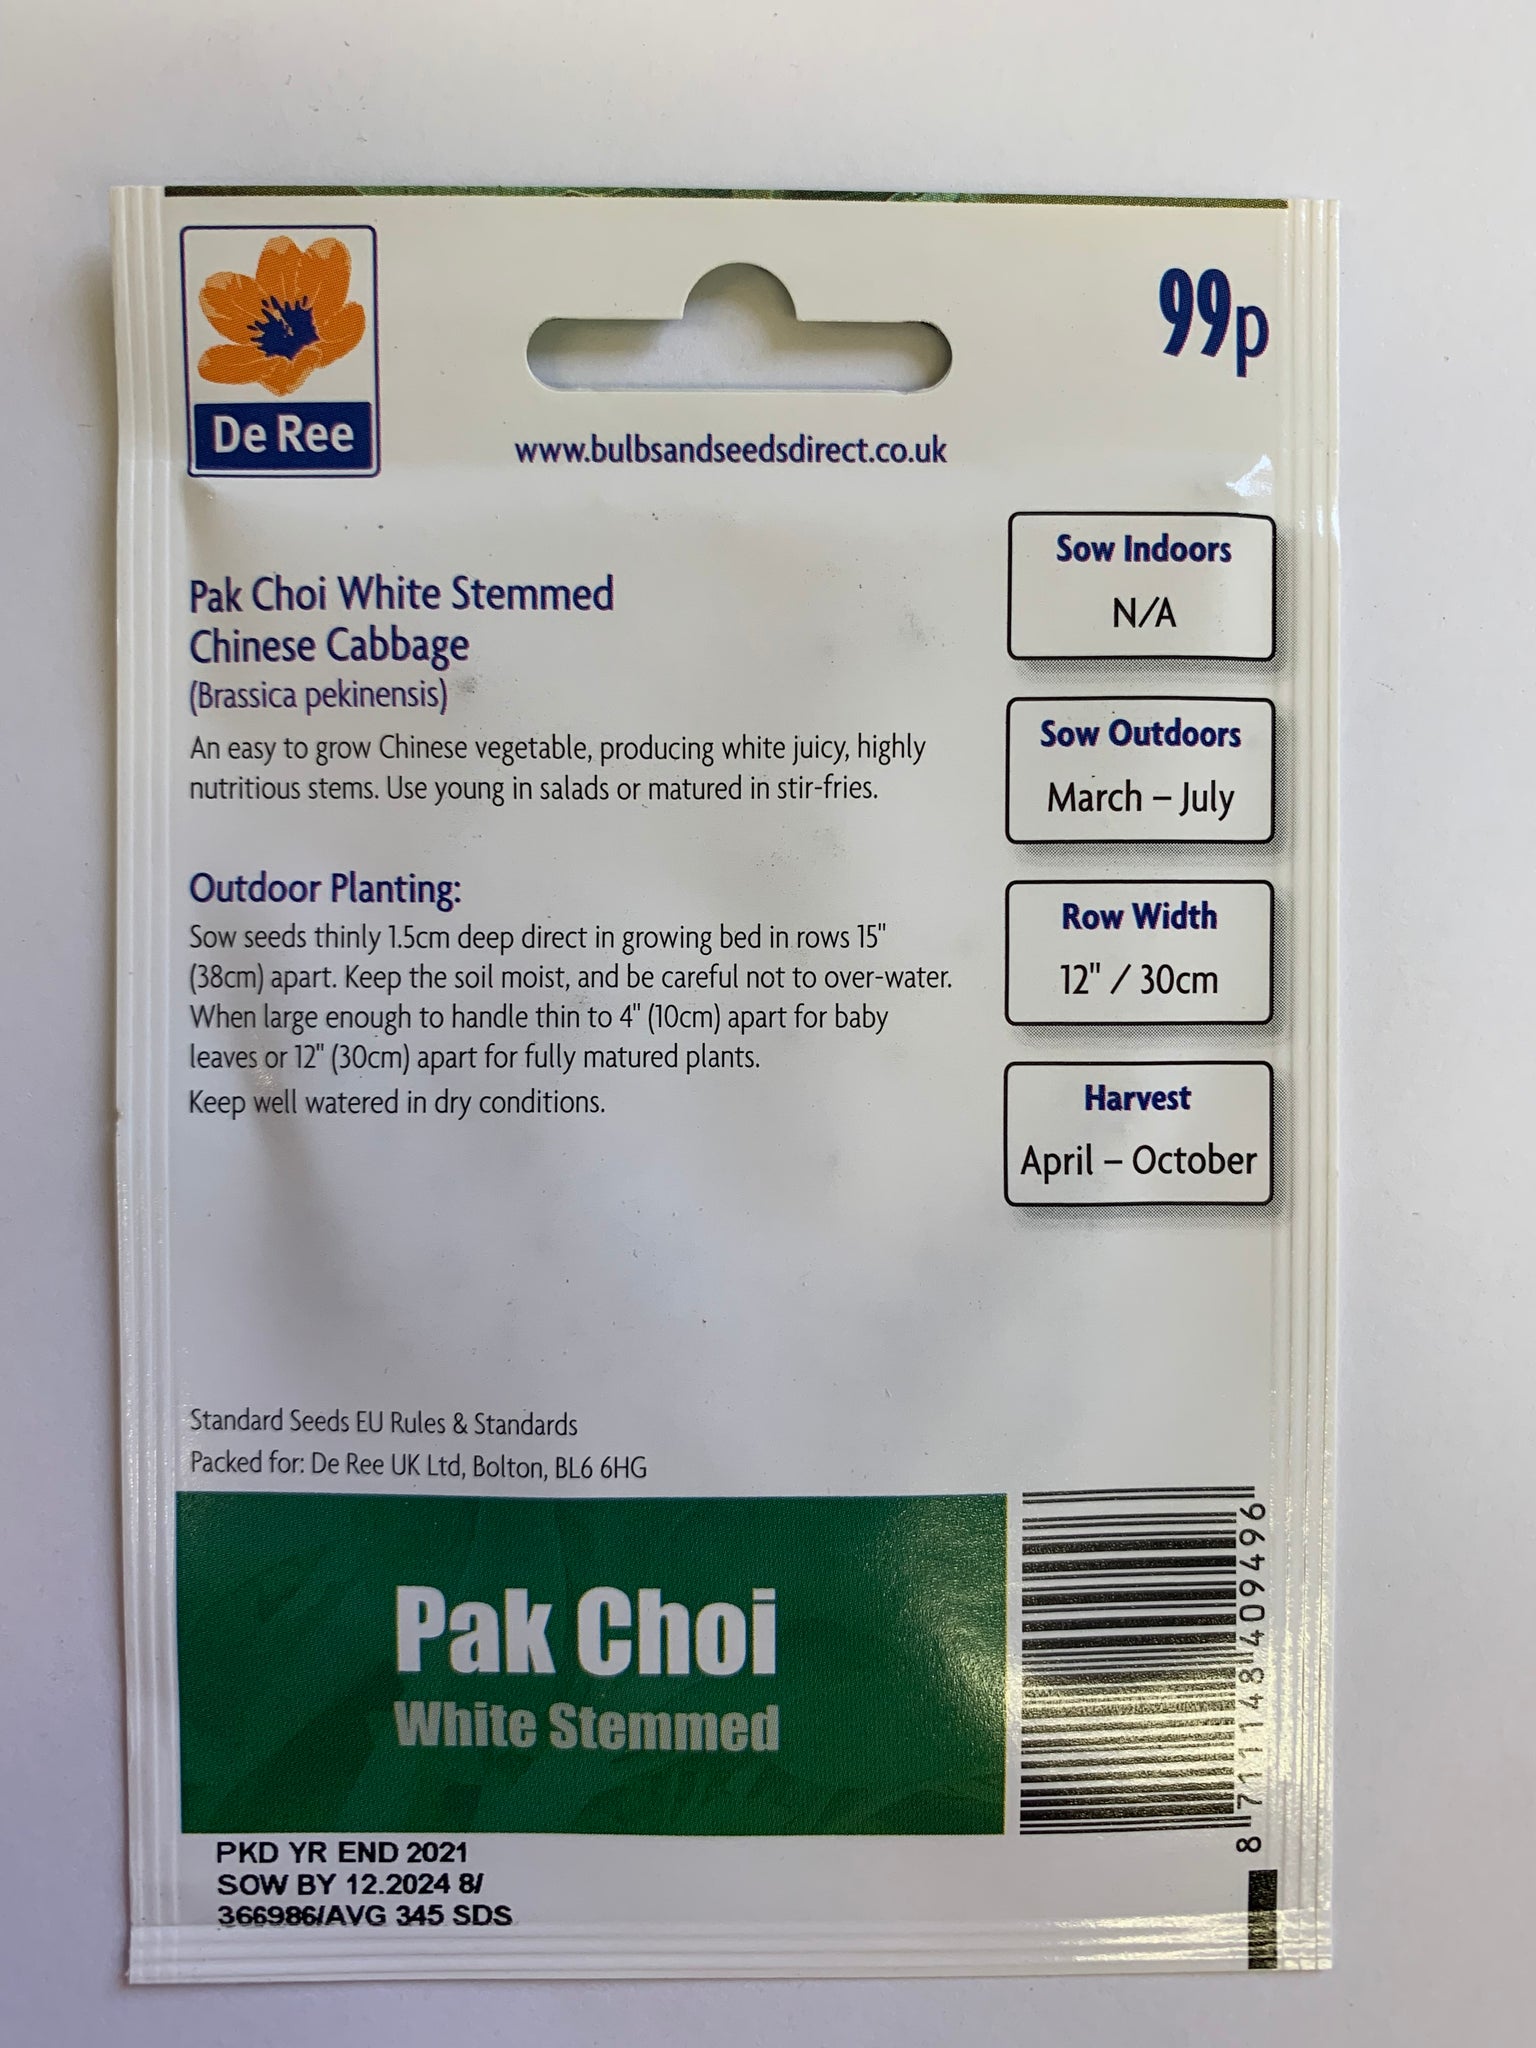 De Ree
99p
www.bulbsandseedsdirect.co.uk
Pak Choi White Stemmed
Chinese Cabbage
(Brassica pekinensis)
An easy to grow Chinese vegetable, producing white juicy, highly
nutritious stems. Use young in salads or matured in stir-fries.
Outdoor Planting:
Sow seeds thinly 1.5cm deep direct in growing bed in rows 15"
(38cm) apart. Keep the soil moist, and be careful not to over-water.
When large enough to handle thin to 4" (10cm) apart for baby
leaves or 12" (30cm) apart for fully matured plants.
Keep well watered in dry conditions.
Sow Indoors
N/A
Sow Outdoors
March – July
Row Width
12" / 30cm
Harvest
April – October
Standard Seeds EU Rules & Standards
Packed for: De Ree UK Ltd, Bolton, BL6 6HG
Pak Choi
White Stemmed
8 711148 409496
PKD YR END 2021
SOW BY 12.2024 8/
366986/AVG 345 SDS